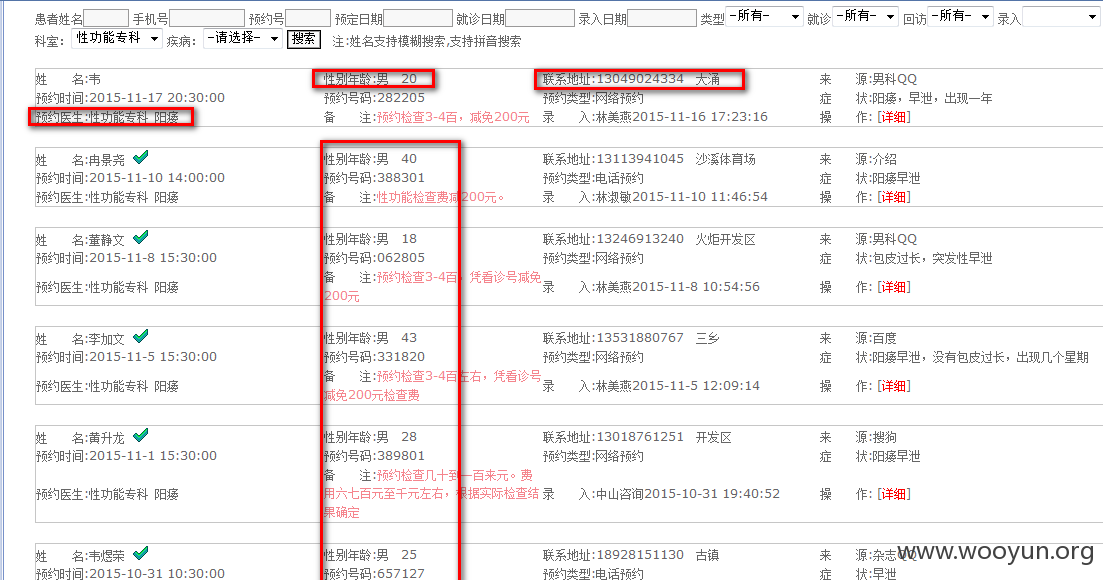 患者姓名 手机号 预约号 预定日期 就诊日期 录入日期 类型 -所有- 就诊 -所有- 回访 -所有- 录入
科室: 性功能专科 疾病: -请选择- 搜索 注:姓名支持模糊搜索,支持拼音搜索
姓 名:韦 性别年龄:男 20 联系地址:13049024334 大涌 来 源:男科QQ
预约时间:2015-11-17 20:30:00 预约号码:282205 预约类型:网络预约 症 状:阳痿，早泄，出现一年
预约医生:性功能专科 阳痿 备 注:预约检查3-4百，减免200元 录 入:林美燕2015-11-16 17:23:16 操 作: [详细]
姓 名:冉景尧 性别年龄:男 40 联系地址:13113941045 沙溪体育场 来 源:介绍
预约时间:2015-11-10 14:00:00 预约号码:388301 预约类型:电话预约 症 状:阳痿早泄
预约医生:性功能专科 阳痿 备 注:性功能检查费减200元。 录 入:林淑敏2015-11-10 11:46:54 操 作: [详细]
姓 名:董静文 性别年龄:男 18 联系地址:13246913240 火炬开发区 来 源:男科QQ
预约时间:2015-11-8 15:30:00 预约号码:062805 预约类型:网络预约 症 状:包皮过长，突发性早泄
备 注:预约检查3-4百，凭看诊号减免
预约医生:性功能专科 阳痿 200元 录 入:林美燕2015-11-8 10:54:56 操 作: [详细]
姓 名:李加文 性别年龄:男 43 联系地址:13531880767 三乡 来 源:百度
预约时间:2015-11-5 15:30:00 预约号码:331820 预约类型:网络预约 症 状:阳痿早泄，没有包皮过长，出现几个星期
备 注:预约检查3-4百左右，凭看诊号
预约医生:性功能专科 阳痿 减免200元检查费 录 入:林美燕2015-11-5 12:09:14 操 作: [详细]
姓 名:黄升龙 性别年龄:男 28 联系地址:13018761251 开发区 来 源:搜狗
预约时间:2015-11-1 15:30:00 预约号码:389801 预约类型:网络预约 症 状:阳痿早泄
备 注:预约检查几十到一百来元。费
预约医生:性功能专科 阳痿 用六七百元至千元左右，根据实际检查结 录 入:中山咨询2015-10-31 19:40:52 操 作: [详细]
果确定
姓 名:韦煜荣 性别年龄:男 25 联系地址:18928151130 古镇 来 源:杂志QQ
预约时间:2015-10-31 10:30:00 预约号码:657127 预约类型:电话预约 症 状:早泄
www.wooyun.org